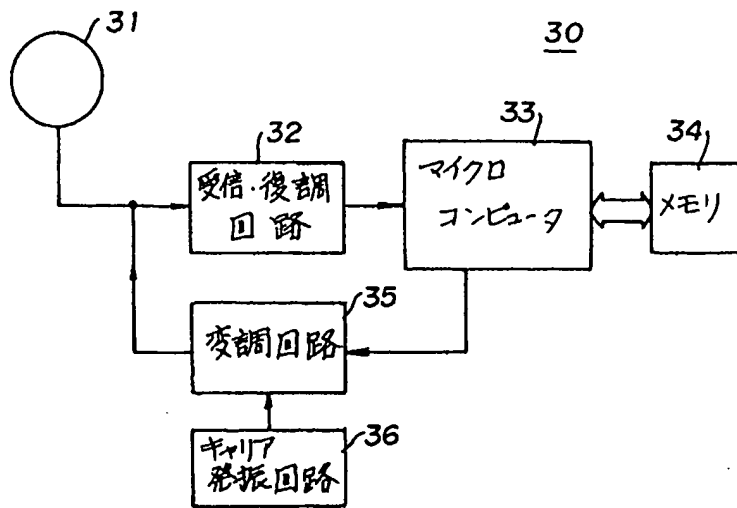 31
30
32
受倍・復調
回路
33
マイクロ
コンピュータ
34
メモリ
35
変調回路
36
キャリア
発振回路